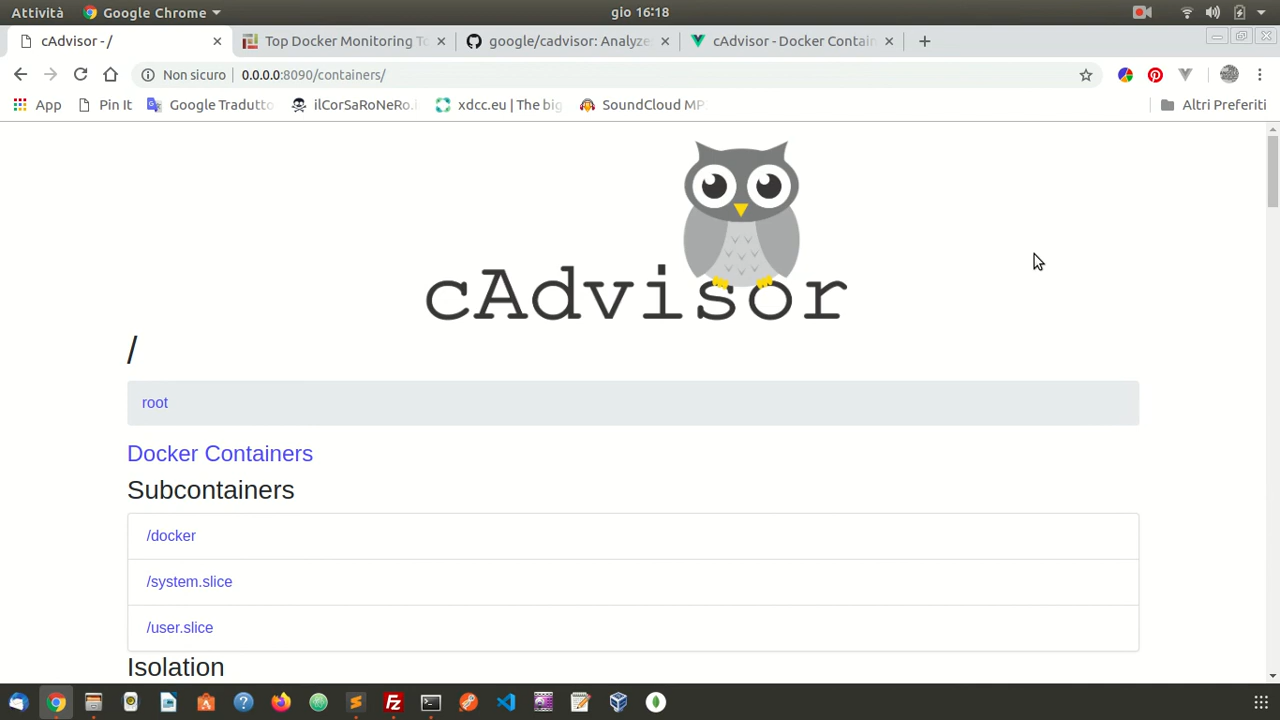 Attività Google Chrome gio 16:18
cAdvisor - / Top Docker Monitoring To google/cadvisor: Analyze cAdvisor - Docker Contain
Non sicuro 0.0.0.0:8090/containers/
App Pin It Google Tradutto ilCorSaRoNeRo. xdcc.eu | The big SoundCloud MP Altri Preferiti
cAdvisor
/
root
Docker Containers
Subcontainers
/docker
/system.slice
/user.slice
Isolation